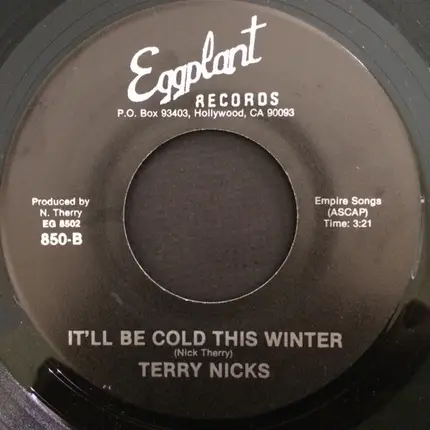 Eggplant
RECORDS
P.O. Box 93403, Hollywood, CA 90093
Produced by
N. Therry
EG 8502
850-B
Empire Songs
(ASCAP)
Time: 3:21
IT'LL BE COLD THIS WINTER
(Nick Therry)
TERRY NICKS